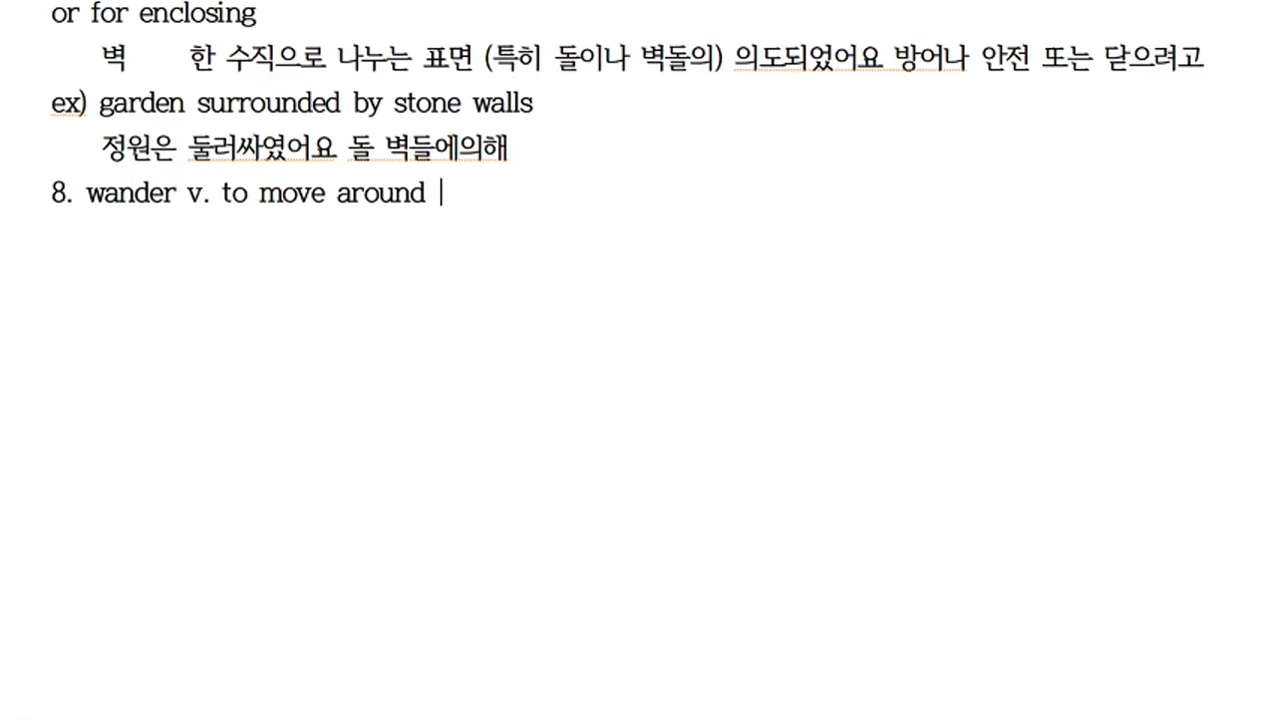 or for enclosing
벽 한 수직으로 나누는 표면 (특히 돌이나 벽돌의) 의도되었어요 방어나 안전 또는 닫으려고
ex) garden surrounded by stone walls
정원은 둘러싸였어요 돌 벽들에의해
8. wander v. to move around